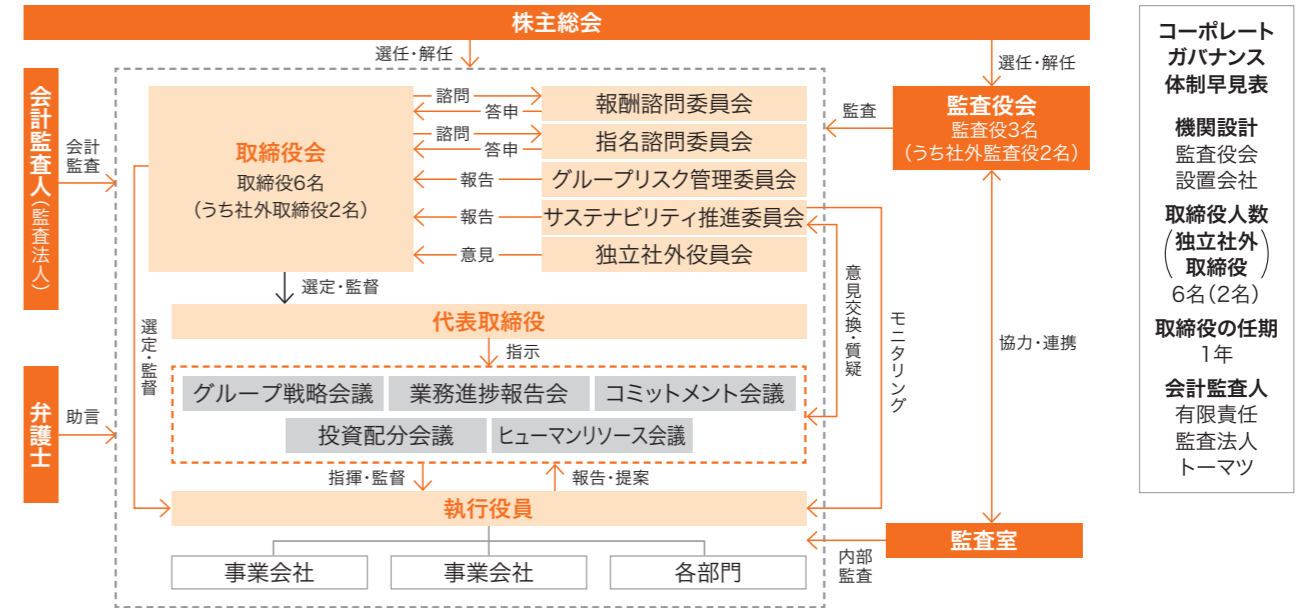 株主総会
選任・解任
選任・解任
会計監査人(監査法人)
会計
監査
取締役会
取締役6名
(うち社外取締役2名)
諮問
答申
報酬諮問委員会
諮問
答申
指名諮問委員会
報告
グループリスク管理委員会
報告
サステナビリティ推進委員会
意見
独立社外役員会
監査
監査役会
監査役3名
(うち社外監査役2名)
選定・監督
代表取締役
指示
選定・監督
意見交換・質疑
モニタリング
協力・連携
グループ戦略会議
業務進捗報告会
コミットメント会議
投資配分会議
ヒューマンリソース会議
弁護士
助言
指揮・監督
報告・提案
執行役員
監査室
内部
監査
事業会社
事業会社
各部門
コーポレート
ガバナンス
体制早見表
機関設計
監査役会
設置会社
取締役人数
(独立社外
取締役)
6名(2名)
取締役の任期
1年
会計監査人
有限責任
監査法人
トーマツ